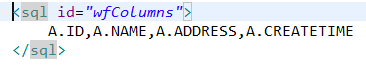 <sql id="wfColumns">
A.ID,A.NAME,A.ADDRESS,A.CREATETIME
</sql>